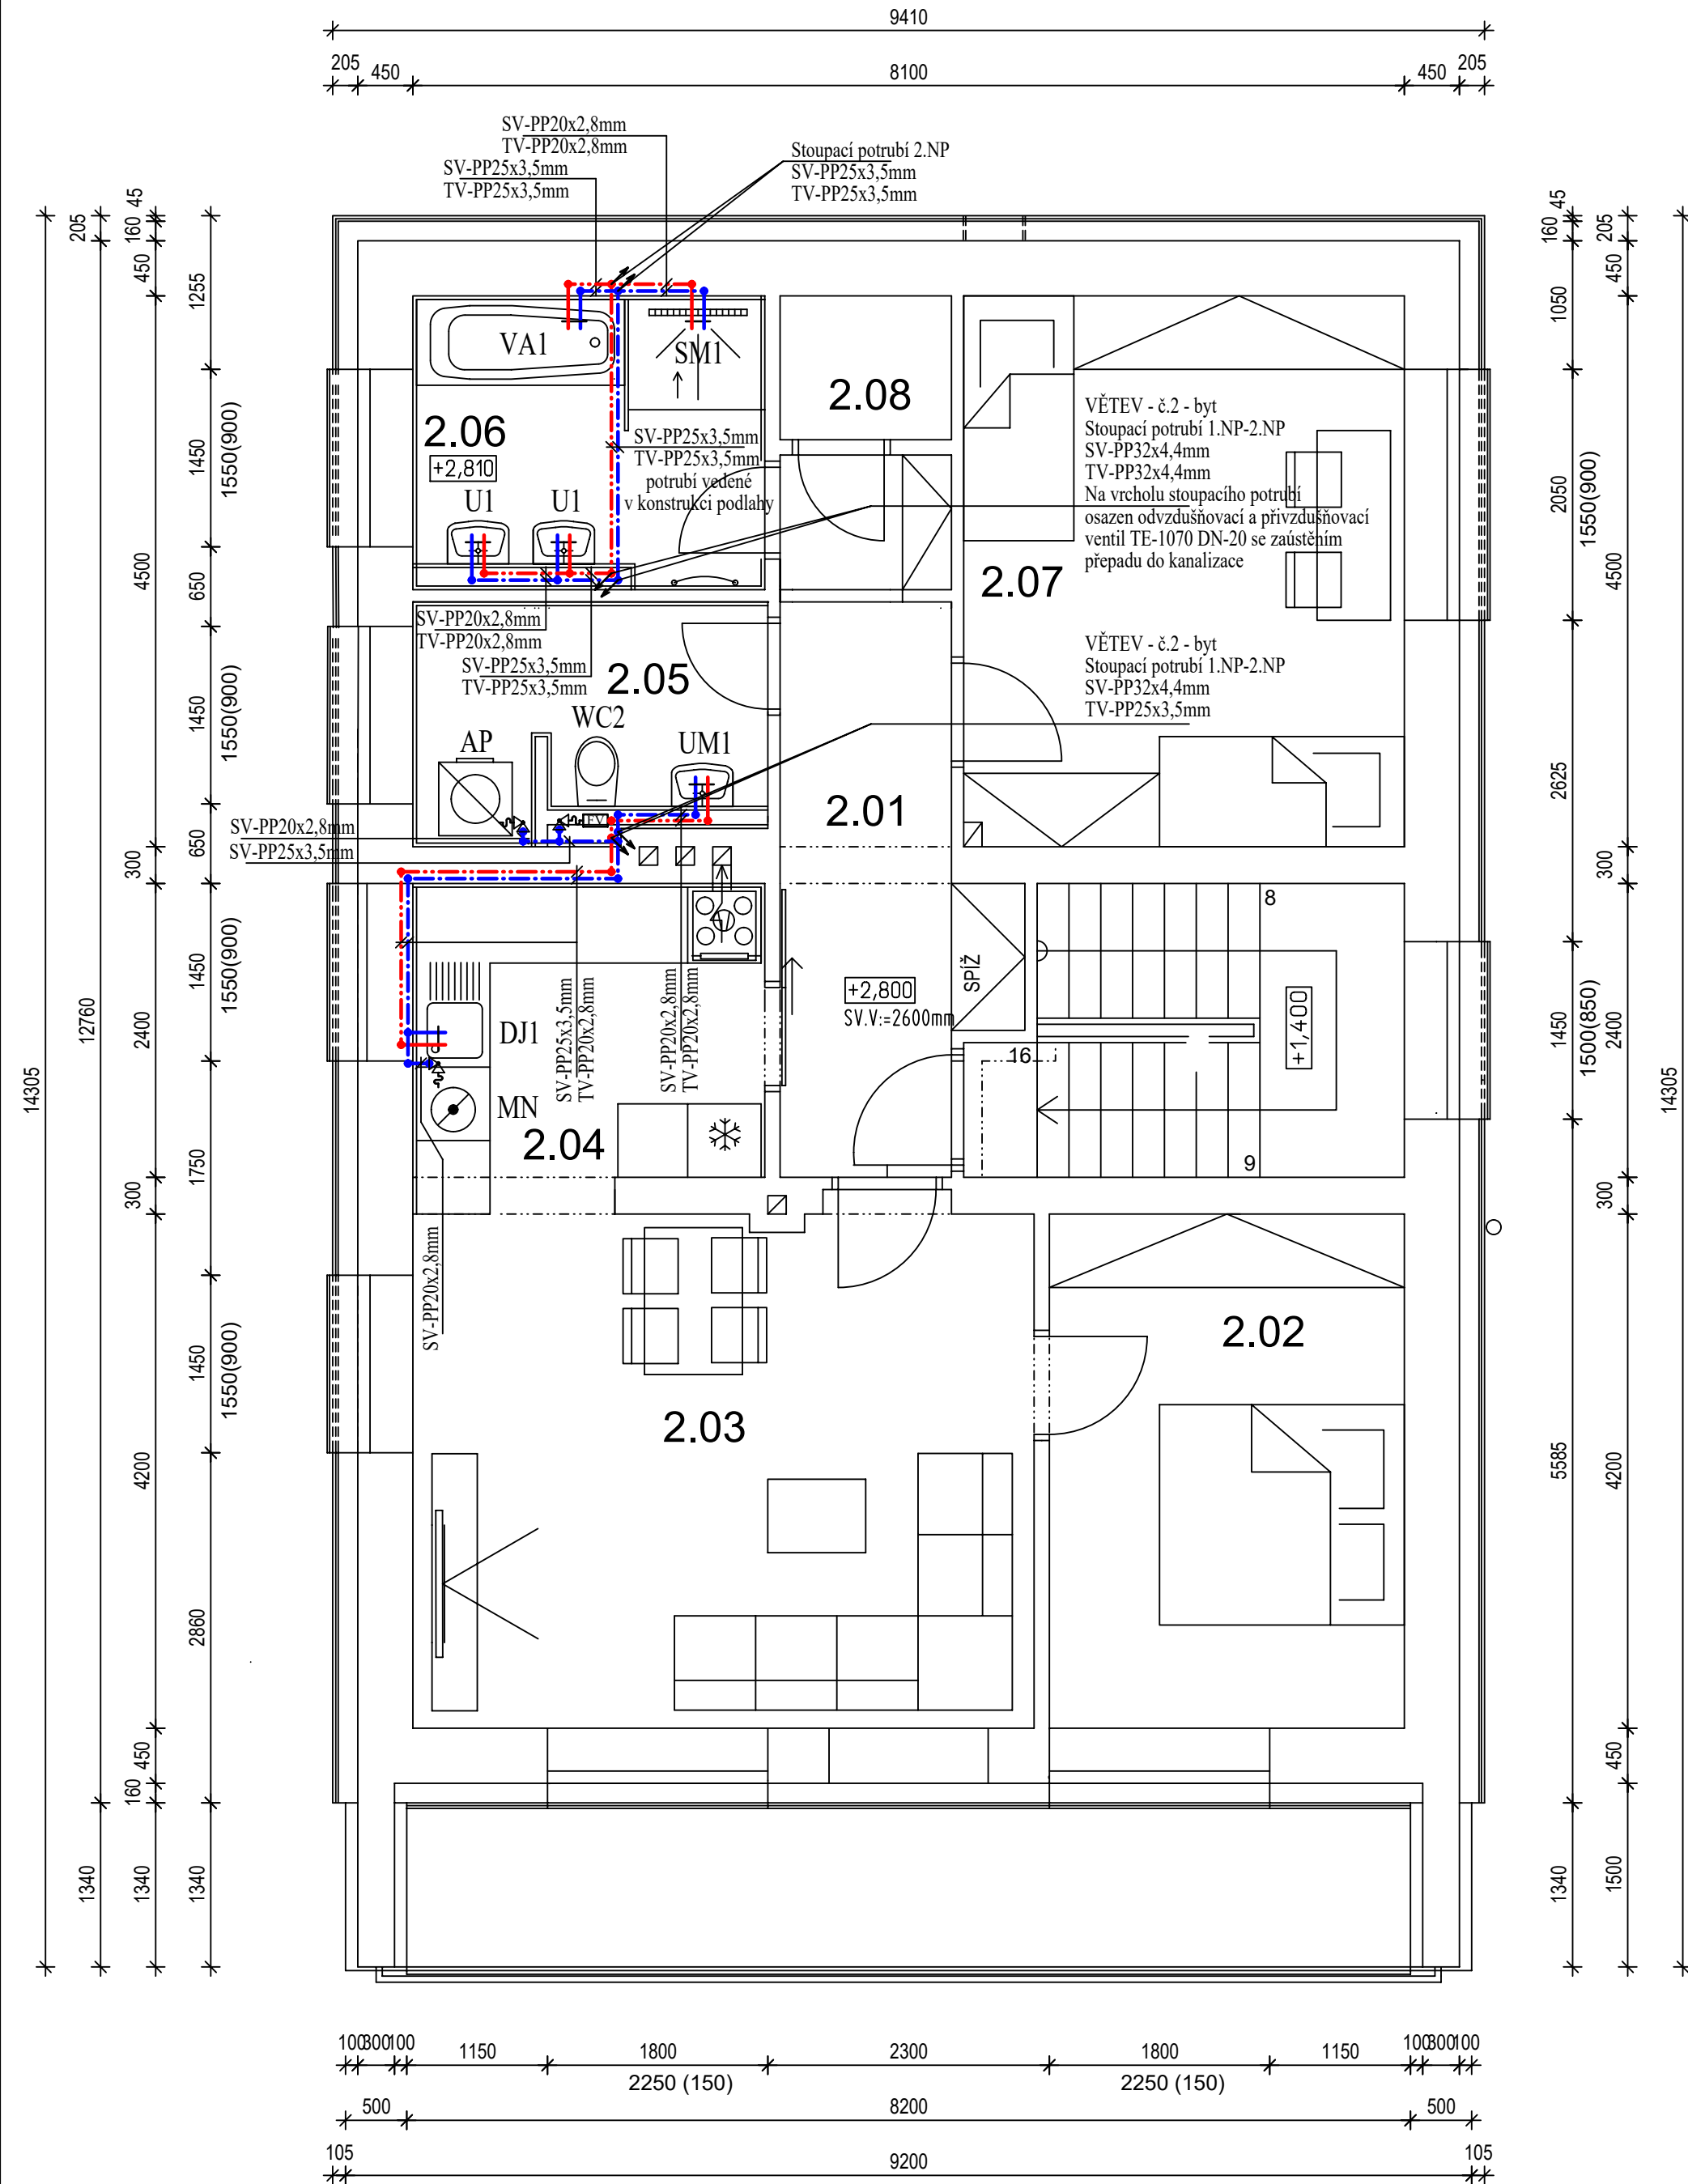 9410
205
450
8100
450
205
SV-PP20x2,8mm
TV-PP20x2,8mm
SV-PP25x3,5mm
TV-PP25x3,5mm
Stoupací potrubí 2.NP
SV-PP25x3,5mm
TV-PP25x3,5mm
14305
205
12760
1340
160 45
450
4500
300
2400
300
4200
450
160
1340
1255
1450
1550(900)
650
1450
1550(900)
650
1450
1550(900)
1750
1450
1550(900)
2860
1340
VA1
SM1
2.06
+2,810
U1
U1
SV-PP25x3,5mm
TV-PP25x3,5mm
potrubí vedené
v konstrukci podlahy
2.08
VĚTEV - č.2 - byt
Stoupací potrubí 1.NP-2.NP
SV-PP32x4,4mm
TV-PP32x4,4mm
Na vrcholu stoupacího potrubí
osazen odvzdušňovací a přivzdušňovací
ventil TE-1070 DN-20 se zaústěním
přepadu do kanalizace
2.07
SV-PP20x2,8mm
TV-PP20x2,8mm
SV-PP25x3,5mm
TV-PP25x3,5mm
2.05
WC2
AP
UM1
VĚTEV - č.2 - byt
Stoupací potrubí 1.NP-2.NP
SV-PP32x4,4mm
TV-PP25x3,5mm
2.01
SV-PP20x2,8mm
SV-PP25x3,5mm
8
SPÍŽ
+2,800
SV.V:=2600mm
+1,400
16
9
DJ1
MN
SV-PP25x3,5mm
TV-PP20x2,8mm
SV-PP20x2,8mm
TV-PP20x2,8mm
2.04
SV-PP20x2,8mm
2.02
2.03
160 45
1050
2050
1550(900)
2625
1450
1500(850)
5585
1340
205
450
4500
300
2400
300
4200
450
1500
14305
100
300
100
1150
1800
2300
1800
1150
100
300
100
2250 (150)
2250 (150)
500
8200
500
105
9200
105